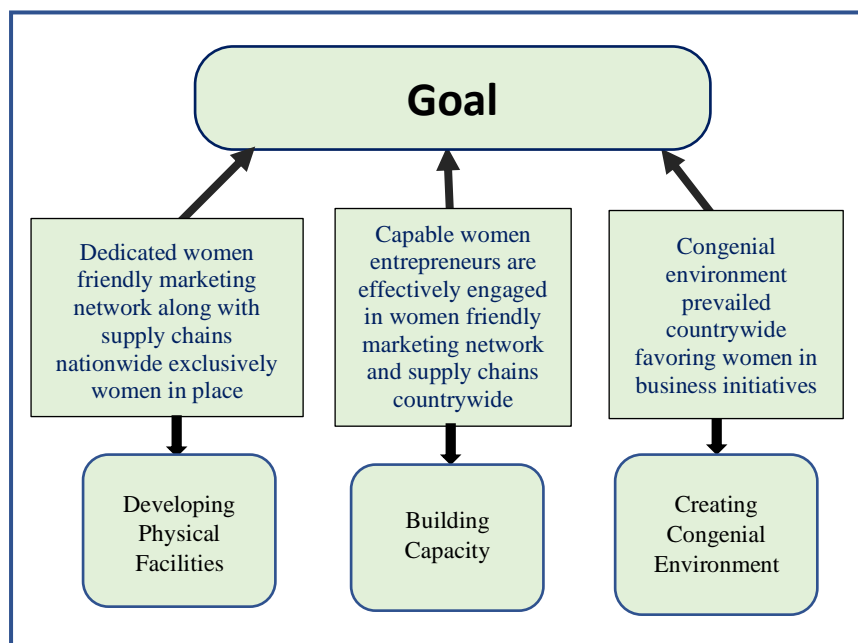 Goal
Dedicated women
friendly marketing
network along with
supply chains
nationwide exclusively
women in place
Capable women
entrepreneurs are
effectively engaged
in women friendly
marketing network
and supply chains
countrywide
Congenial
environment
prevailed
countrywide
favoring women in
business initiatives
Developing
Physical
Facilities
Building
Capacity
Creating
Congenial
Environment